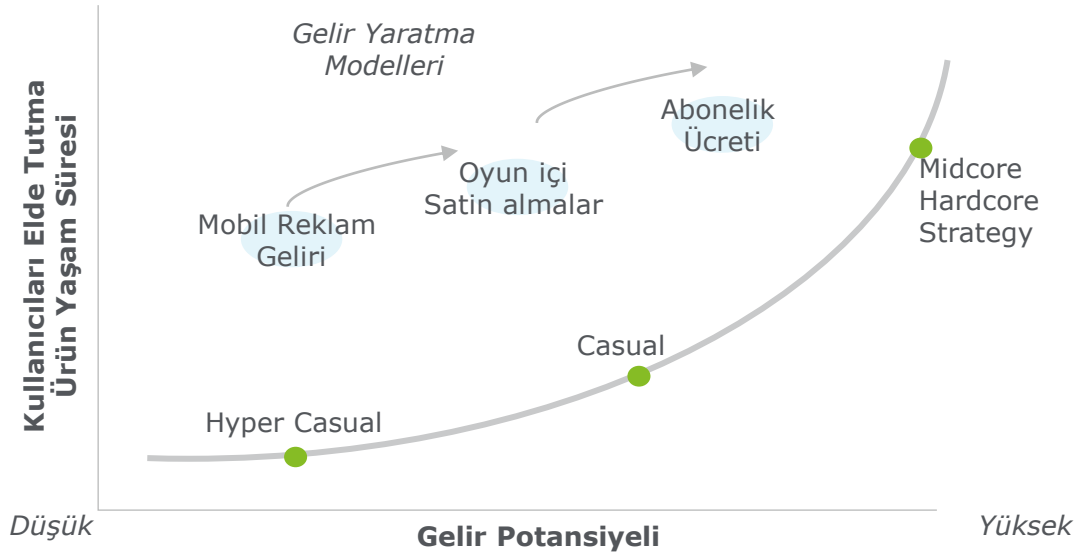 Gelir Yaratma
Modelleri
Abonelik
Ücreti
Oyun içi
Satin almalar
Mobil Reklam
Geliri
Midcore
Hardcore
Strategy
Casual
Hyper Casual
Kullanıcıları Elde Tutma
Ürün Yaşam Süresi
Düşük
Gelir Potansiyeli
Yüksek